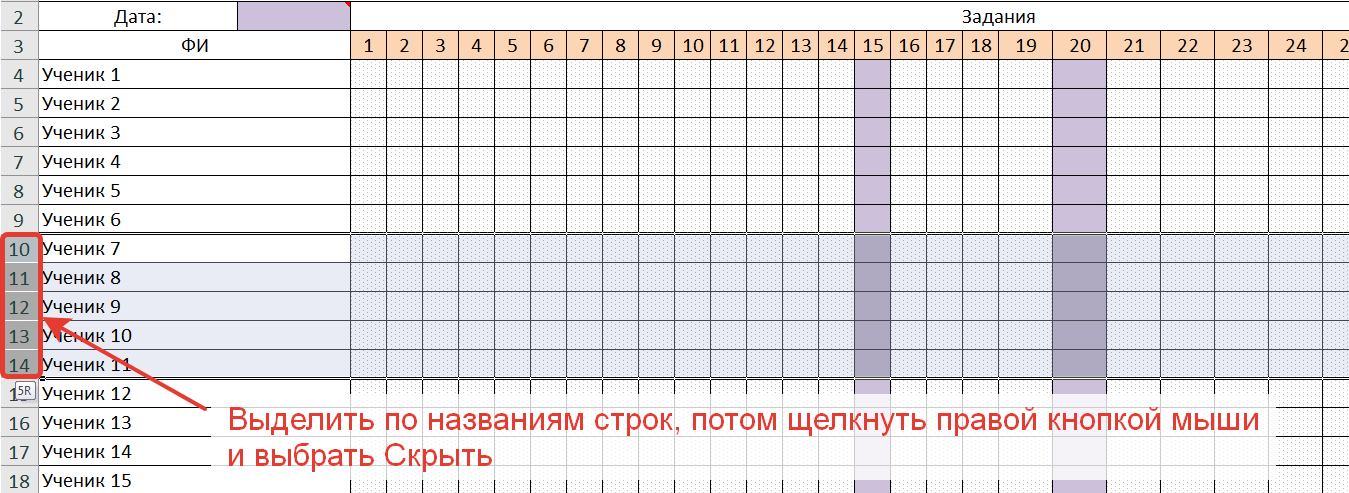 2 Дата: Задания
3 ФИ 1 2 3 4 5 6 7 8 9 10 11 12 13 14 15 16 17 18 19 20 21 22 23 24 2
4 Ученик 1
5 Ученик 2
6 Ученик 3
7 Ученик 4
8 Ученик 5
9 Ученик 6
10 Ученик 7
11 Ученик 8
12 Ученик 9
13 Ученик 10
14 Ученик 11
5R Ученик 12
16 Ученик 13
17 Ученик 14
18 Ученик 15
Выделить по названиям строк, потом щелкнуть правой кнопкой мыши
и выбрать Скрыть